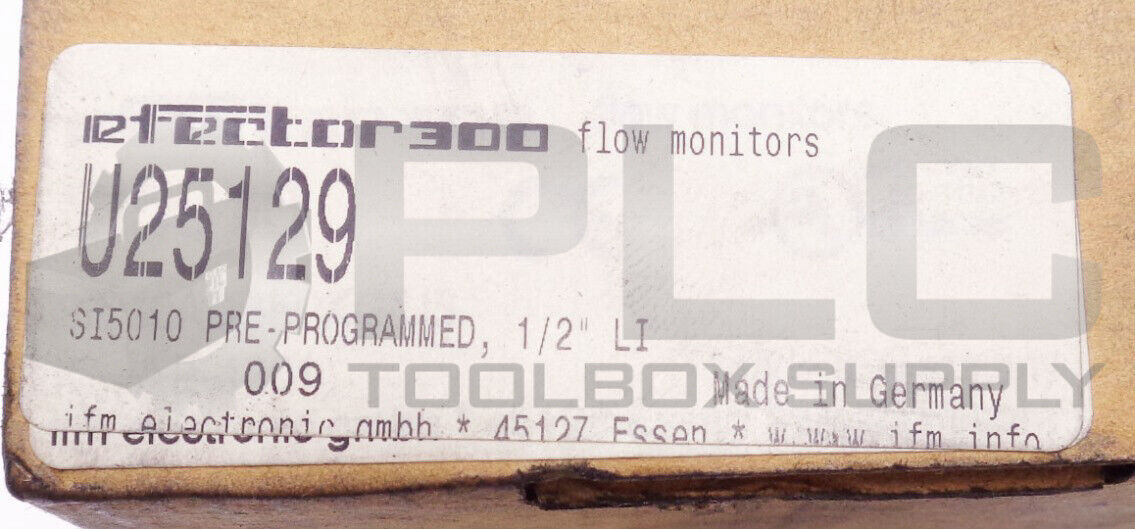 efector300 flow monitors
U25129
SI5010 PRE-PROGRAMMED, 1/2" LI
009
Made in Germany
ifm electronic gmbh * 45127 Essen * www.ifm.info
PLC
TOOLBOX SUPPLY